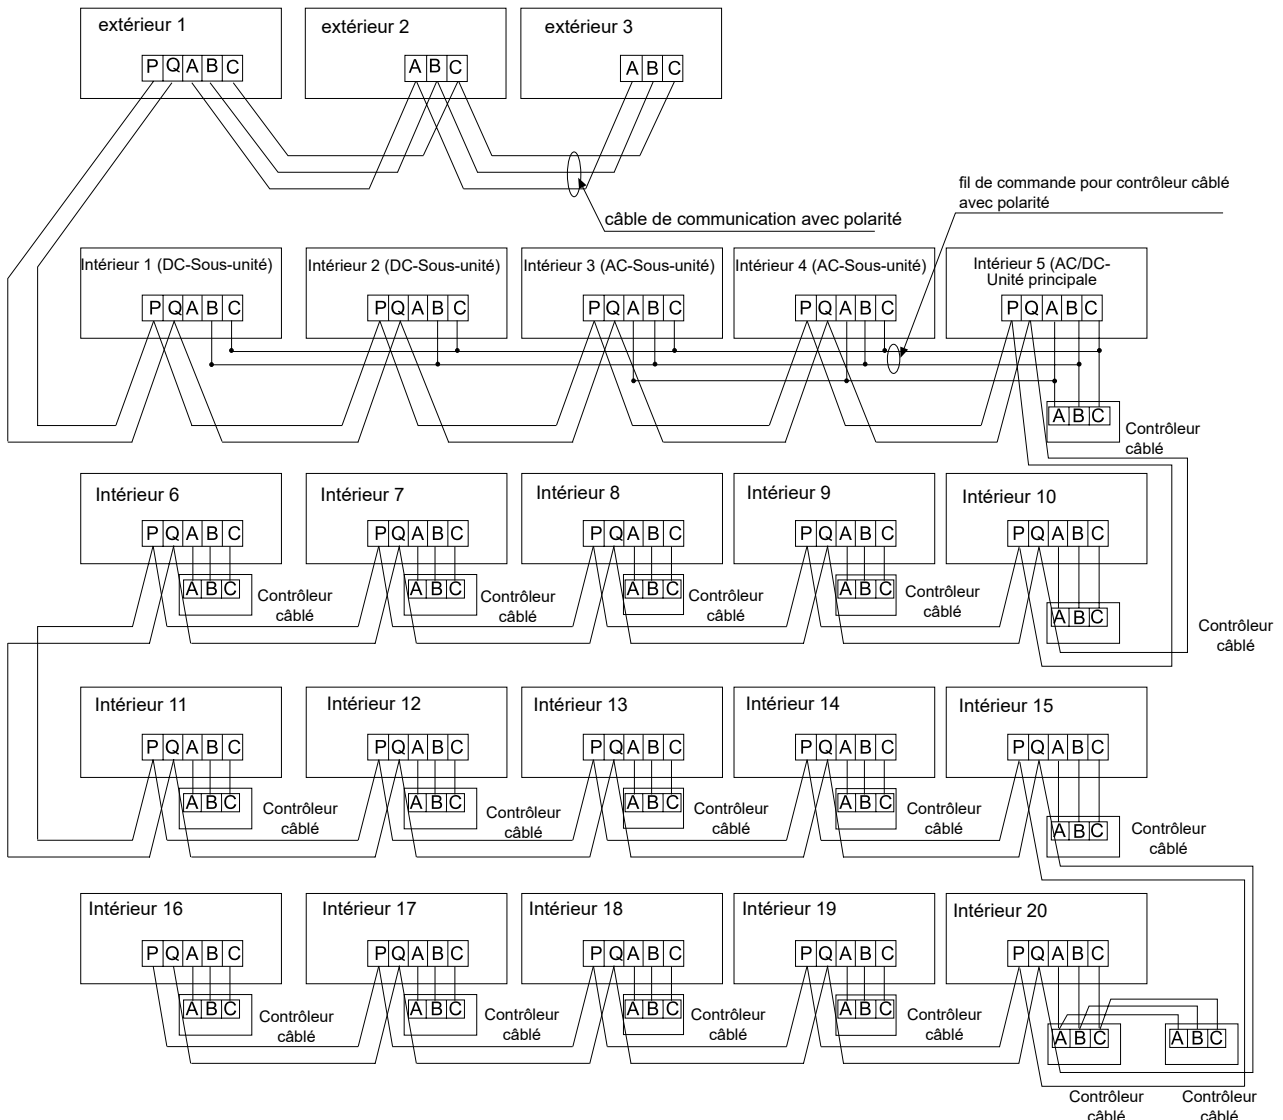 extérieur 1
extérieur 2
extérieur 3
P Q A B C
A B C
A B C
fil de commande pour contrôleur câblé
avec polarité
câble de communication avec polarité
Intérieur 1 (DC-Sous-unité)
Intérieur 2 (DC-Sous-unité)
Intérieur 3 (AC-Sous-unité)
Intérieur 4 (AC-Sous-unité)
Intérieur 5 (AC/DC-
Unité principale
P Q A B C
P Q A B C
P Q A B C
P Q A B C
P Q A B C
A B C
Contrôleur
câblé
Intérieur 6
Intérieur 7
Intérieur 8
Intérieur 9
Intérieur 10
P Q A B C
P Q A B C
P Q A B C
P Q A B C
P Q A B C
A B C
Contrôleur
câblé
A B C
Contrôleur
câblé
A B C
Contrôleur
câblé
A B C
Contrôleur
câblé
A B C
Contrôleur
câblé
Intérieur 11
Intérieur 12
Intérieur 13
Intérieur 14
Intérieur 15
P Q A B C
P Q A B C
P Q A B C
P Q A B C
P Q A B C
A B C
Contrôleur
câblé
A B C
Contrôleur
câblé
A B C
Contrôleur
câblé
A B C
Contrôleur
câblé
A B C
Contrôleur
câblé
Intérieur 16
Intérieur 17
Intérieur 18
Intérieur 19
Intérieur 20
P Q A B C
P Q A B C
P Q A B C
P Q A B C
P Q A B C
A B C
Contrôleur
câblé
A B C
Contrôleur
câblé
A B C
Contrôleur
câblé
A B C
Contrôleur
câblé
A B C
A B C
Contrôleur
câblé
Contrôleur
câblé